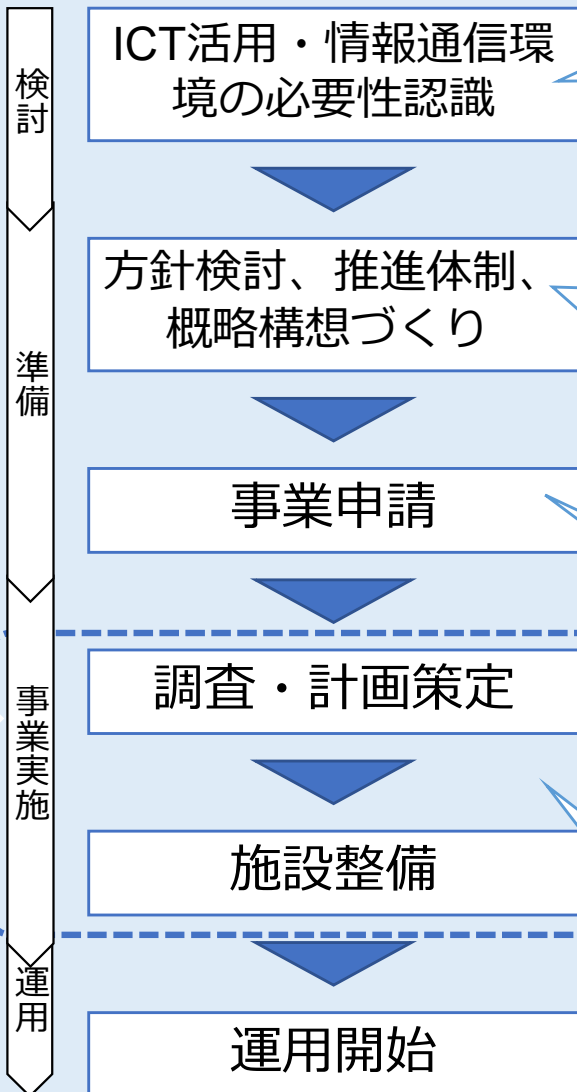 検討
ICT活用・情報通信環
境の必要性認識
準備
方針検討、推進体制、
概略構想づくり
事業申請
事業実施
調査・計画策定
施設整備
運用
運用開始